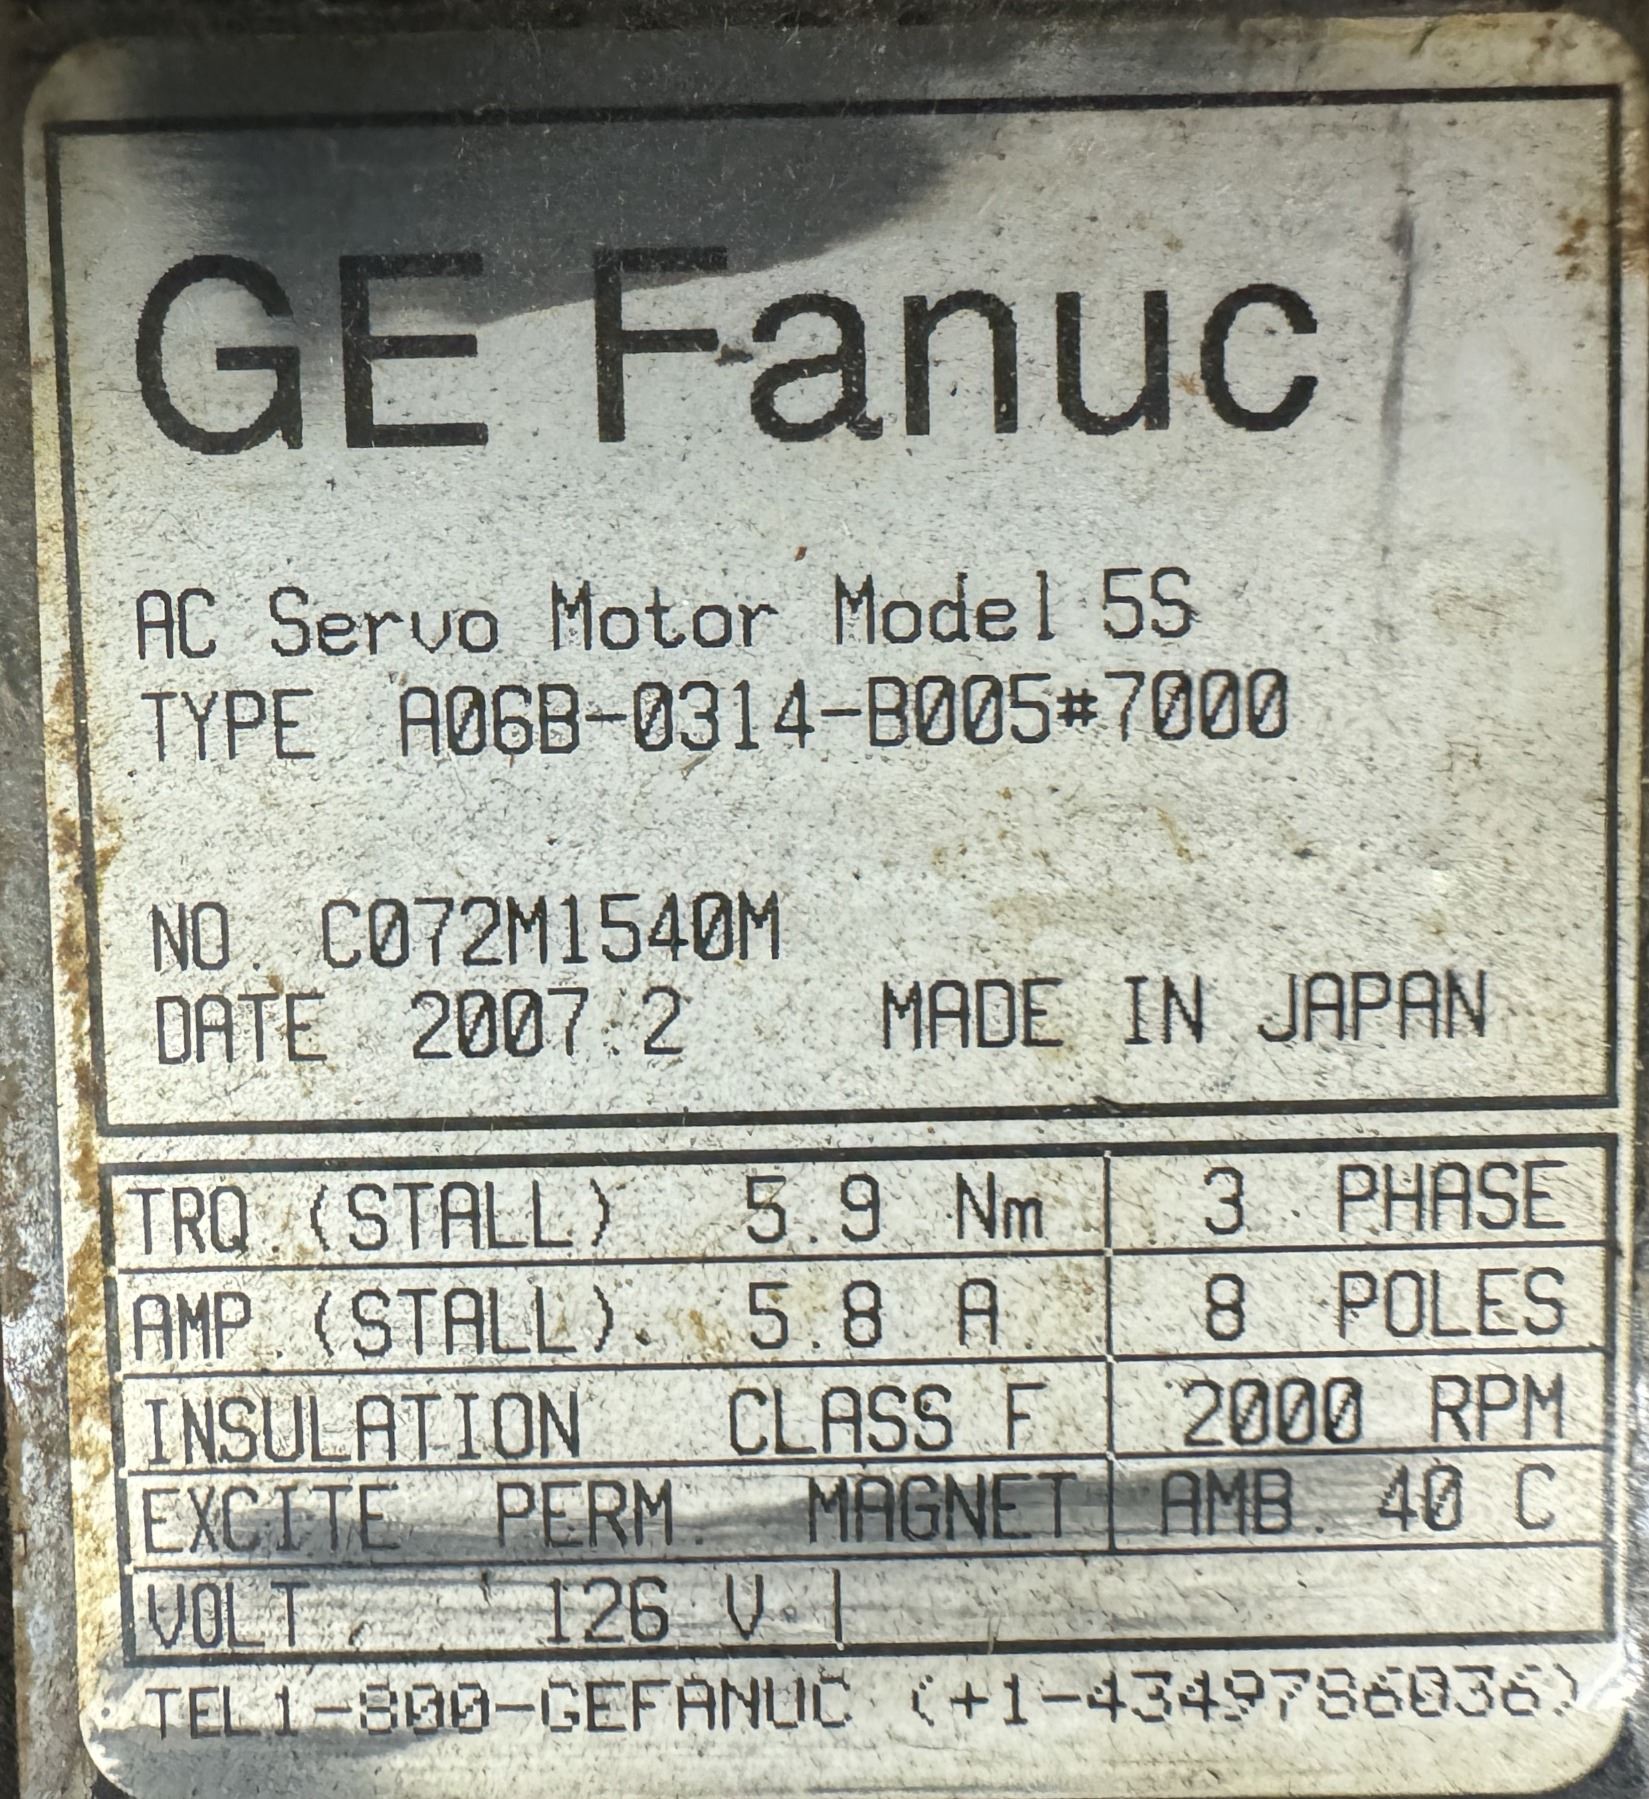 GE Fanuc
AC Servo Motor Model 5S
TYPE A06B-0314-B005#7000
NO. C072M1540M
DATE 2007.2 MADE IN JAPAN
TRQ.(STALL) 5.9 Nm 3 PHASE
AMP.(STALL) 5.8 A 8 POLES
INSULATION CLASS F 2000 RPM
EXCITE PERM. MAGNET AMB. 40 C
VOLT 126 V
TEL1-800-GEFANUC (+1-4349786036)